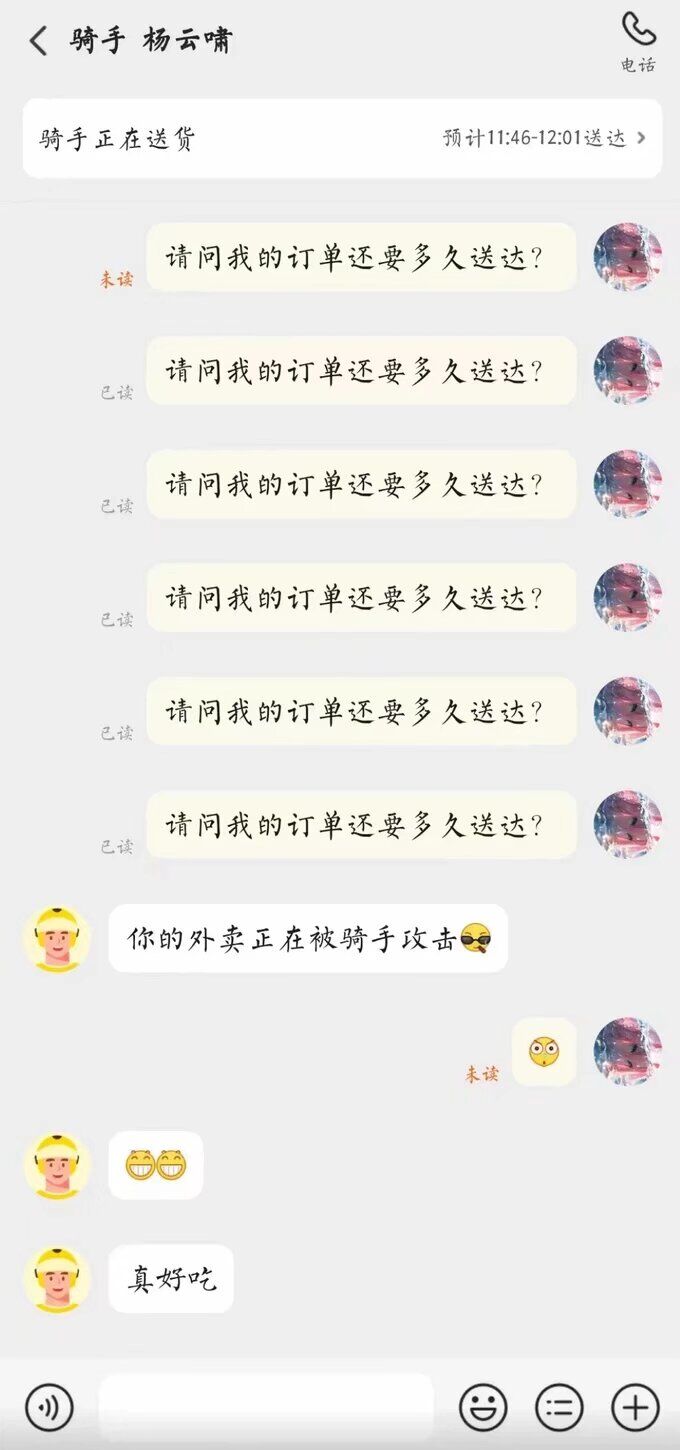 骑手 杨云啸
电话
骑手正在送货
预计11:46-12:01送达
请问我的订单还要多久送达?
未读
请问我的订单还要多久送达?
已读
请问我的订单还要多久送达?
已读
请问我的订单还要多久送达?
已读
请问我的订单还要多久送达?
已读
请问我的订单还要多久送达?
已读
你的外卖正在被骑手攻击
未读
真好吃